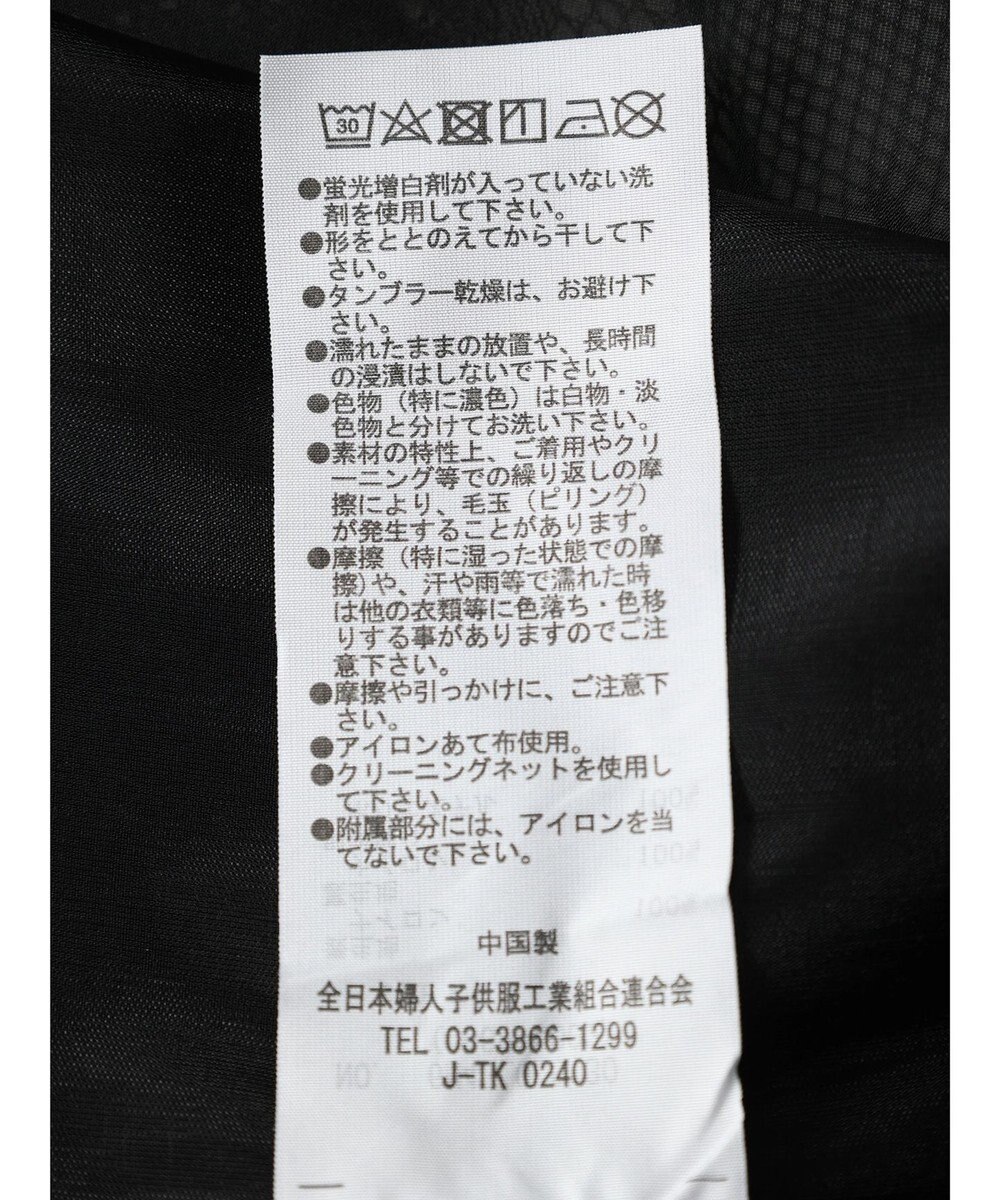 30
●蛍光増白剤が入っていない洗
剤を使用して下さい。
●形をととのえてから干して下
さい。
●タンブラー乾燥は、お避け下
さい。
●濡れたままの放置や、長時間
の浸漬はしないで下さい。
●色物（特に濃色）は白物・淡
色物と分けてお洗い下さい。
●素材の特性上、ご着用やクリ
ーニング等での繰り返しの摩
擦により、毛玉（ピリング）
が発生することがあります。
●摩擦（特に湿った状態での摩
擦）や、汗や雨等で濡れた時
は他の衣類等に色落ち・色移
りする事がありますのでご注
意下さい。
●摩擦や引っかけに、ご注意下
さい。
●アイロンあて布使用。
●クリーニングネットを使用し
て下さい。
●附属部分には、アイロンを当
てないで下さい。
中国製
全日本婦人子供服工業組合連合会
TEL 03-3866-1299
J-TK 0240